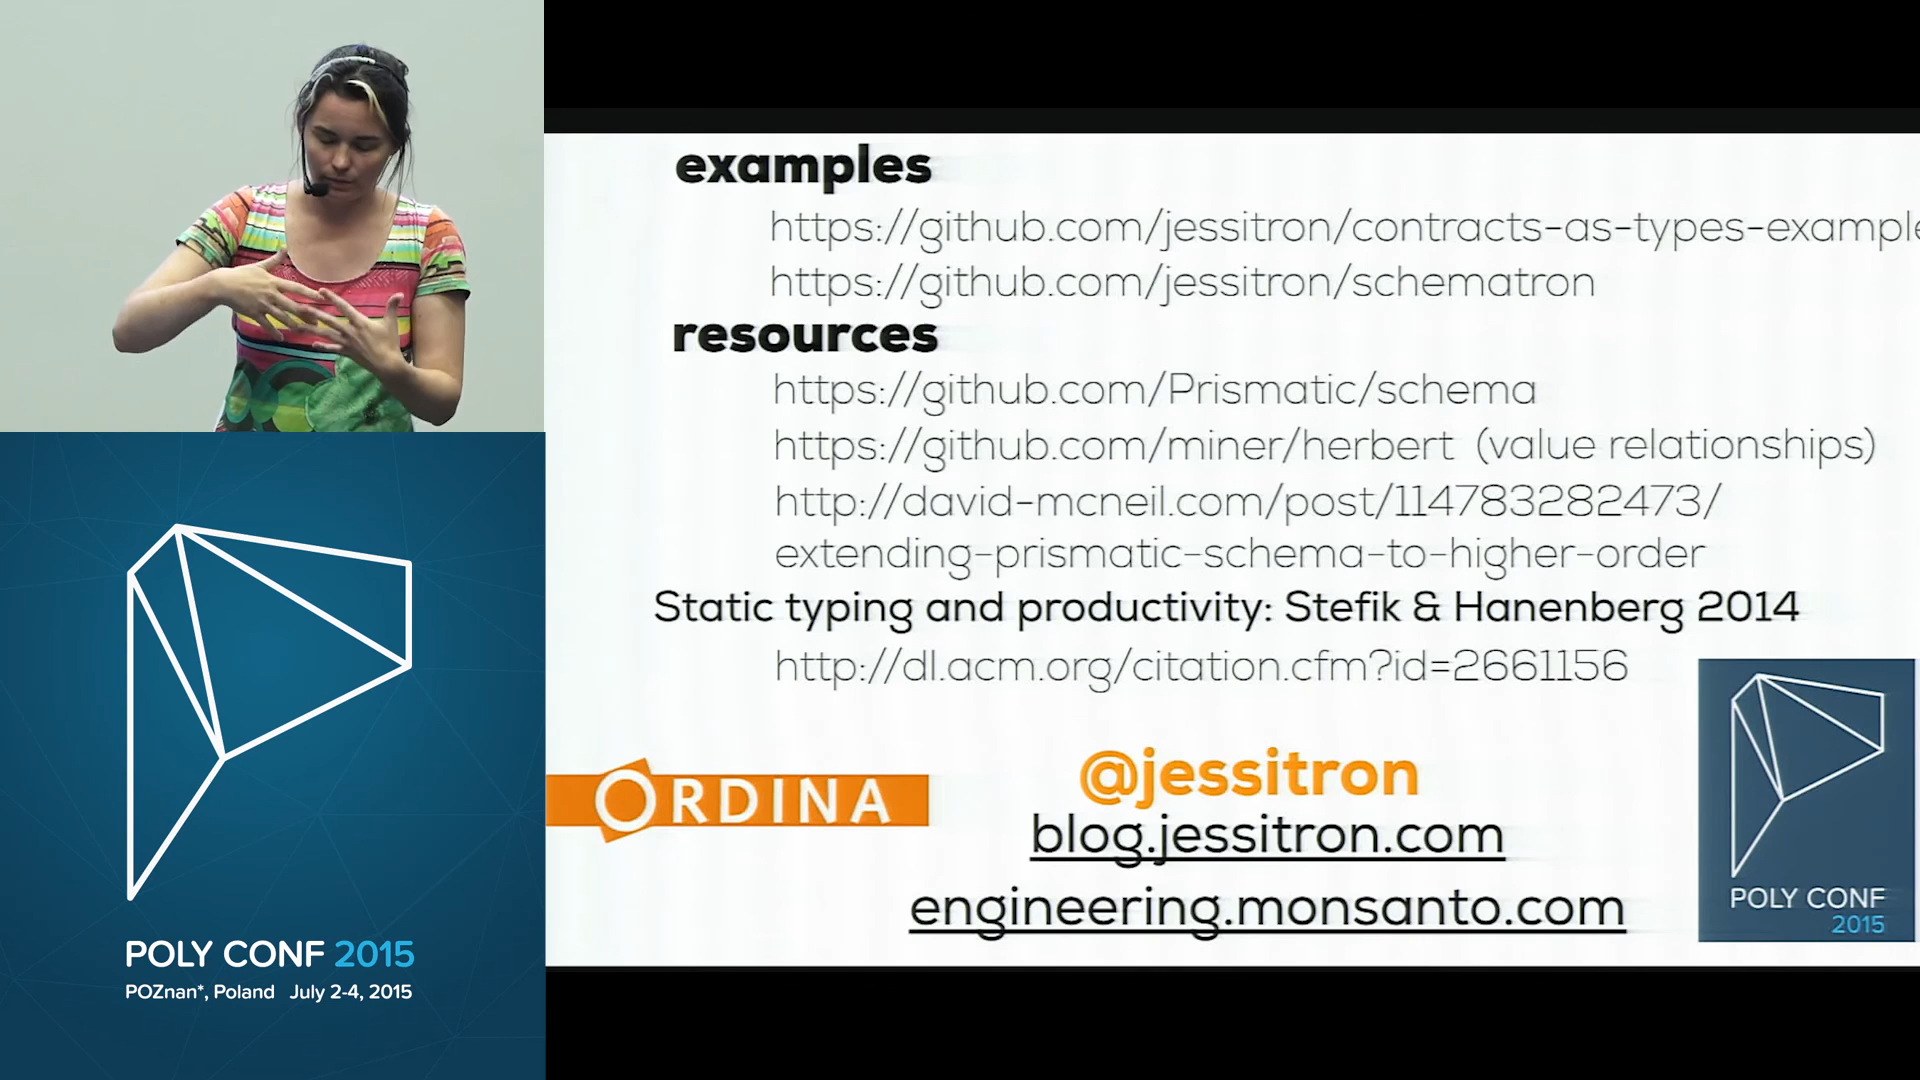 examples
https://github.com/jessitron/contracts-as-types-example
https://github.com/jessitron/schematron
resources
https://github.com/Prismatic/schema
https://github.com/miner/herbert (value relationships)
http://david-mcneil.com/post/114783282473/
extending-prismatic-schema-to-higher-order
Static typing and productivity: Stefik & Hanenberg 2014
http://dl.acm.org/citation.cfm?id=2661156
ORDINA
@jessitron
blog.jessitron.com
engineering.monsanto.com
POLY CONF
2015
POLY CONF 2015
POZnan*, Poland July 2-4, 2015